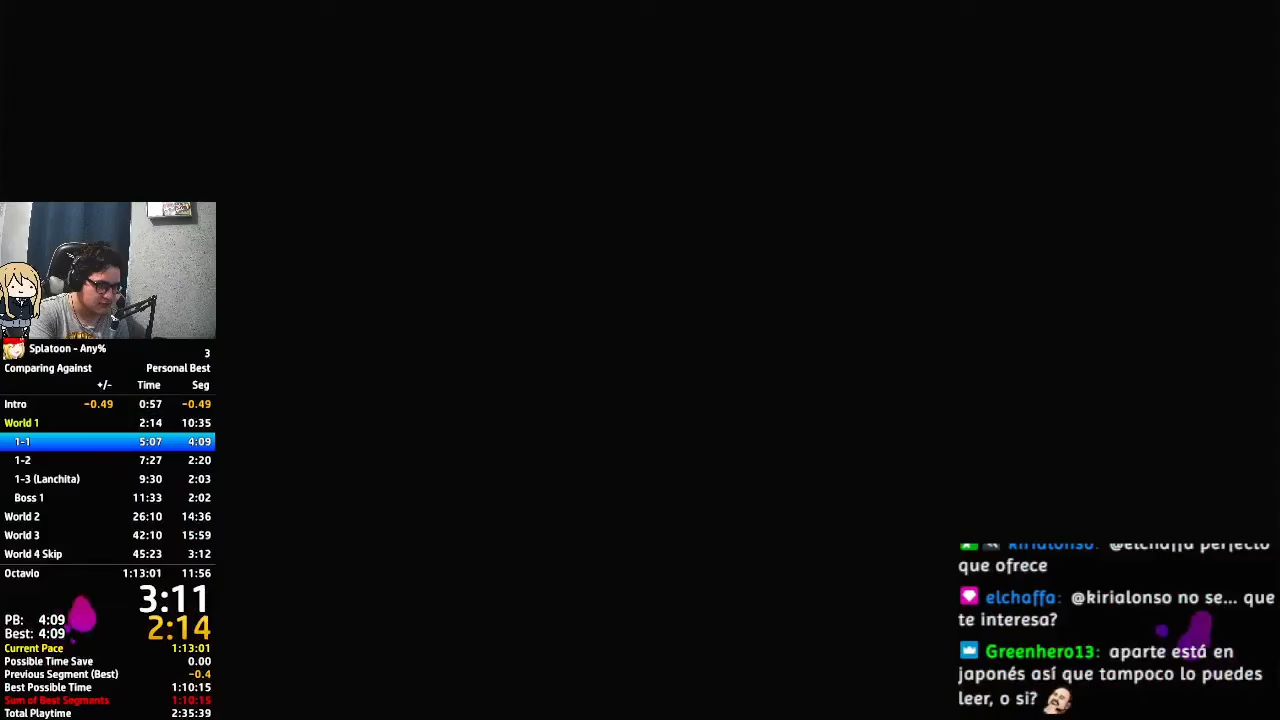 Splatoon - Any%
3
Comparing Against Personal Best
+/- Time Seg
Intro -0.49 0:57 -0.49
World 1 2:14 10:35
1-1 5:07 4:09
1-2 7:27 2:20
1-3 (Lanchita) 9:30 2:03
Boss 1 11:33 2:02
World 2 26:10 14:36
World 3 42:10 15:59
World 4 Skip 45:23 3:12
Octavio 1:13:01 11:56
3:11
PB: 4:09
Best: 4:09
2:14
Current Pace 1:13:01
Possible Time Save 0.00
Previous Segment (Best) -0.4
Best Possible Time 1:10:15
Sum of Best Segments 1:10:15
Total Playtime 2:35:39
kirialonso: @elchaffa perfecto
que ofrece
elchaffa: @kirialonso no se... que
te interesa?
Greenhero13: aparte está en
japonés así que tampoco lo puedes
leer, o si?